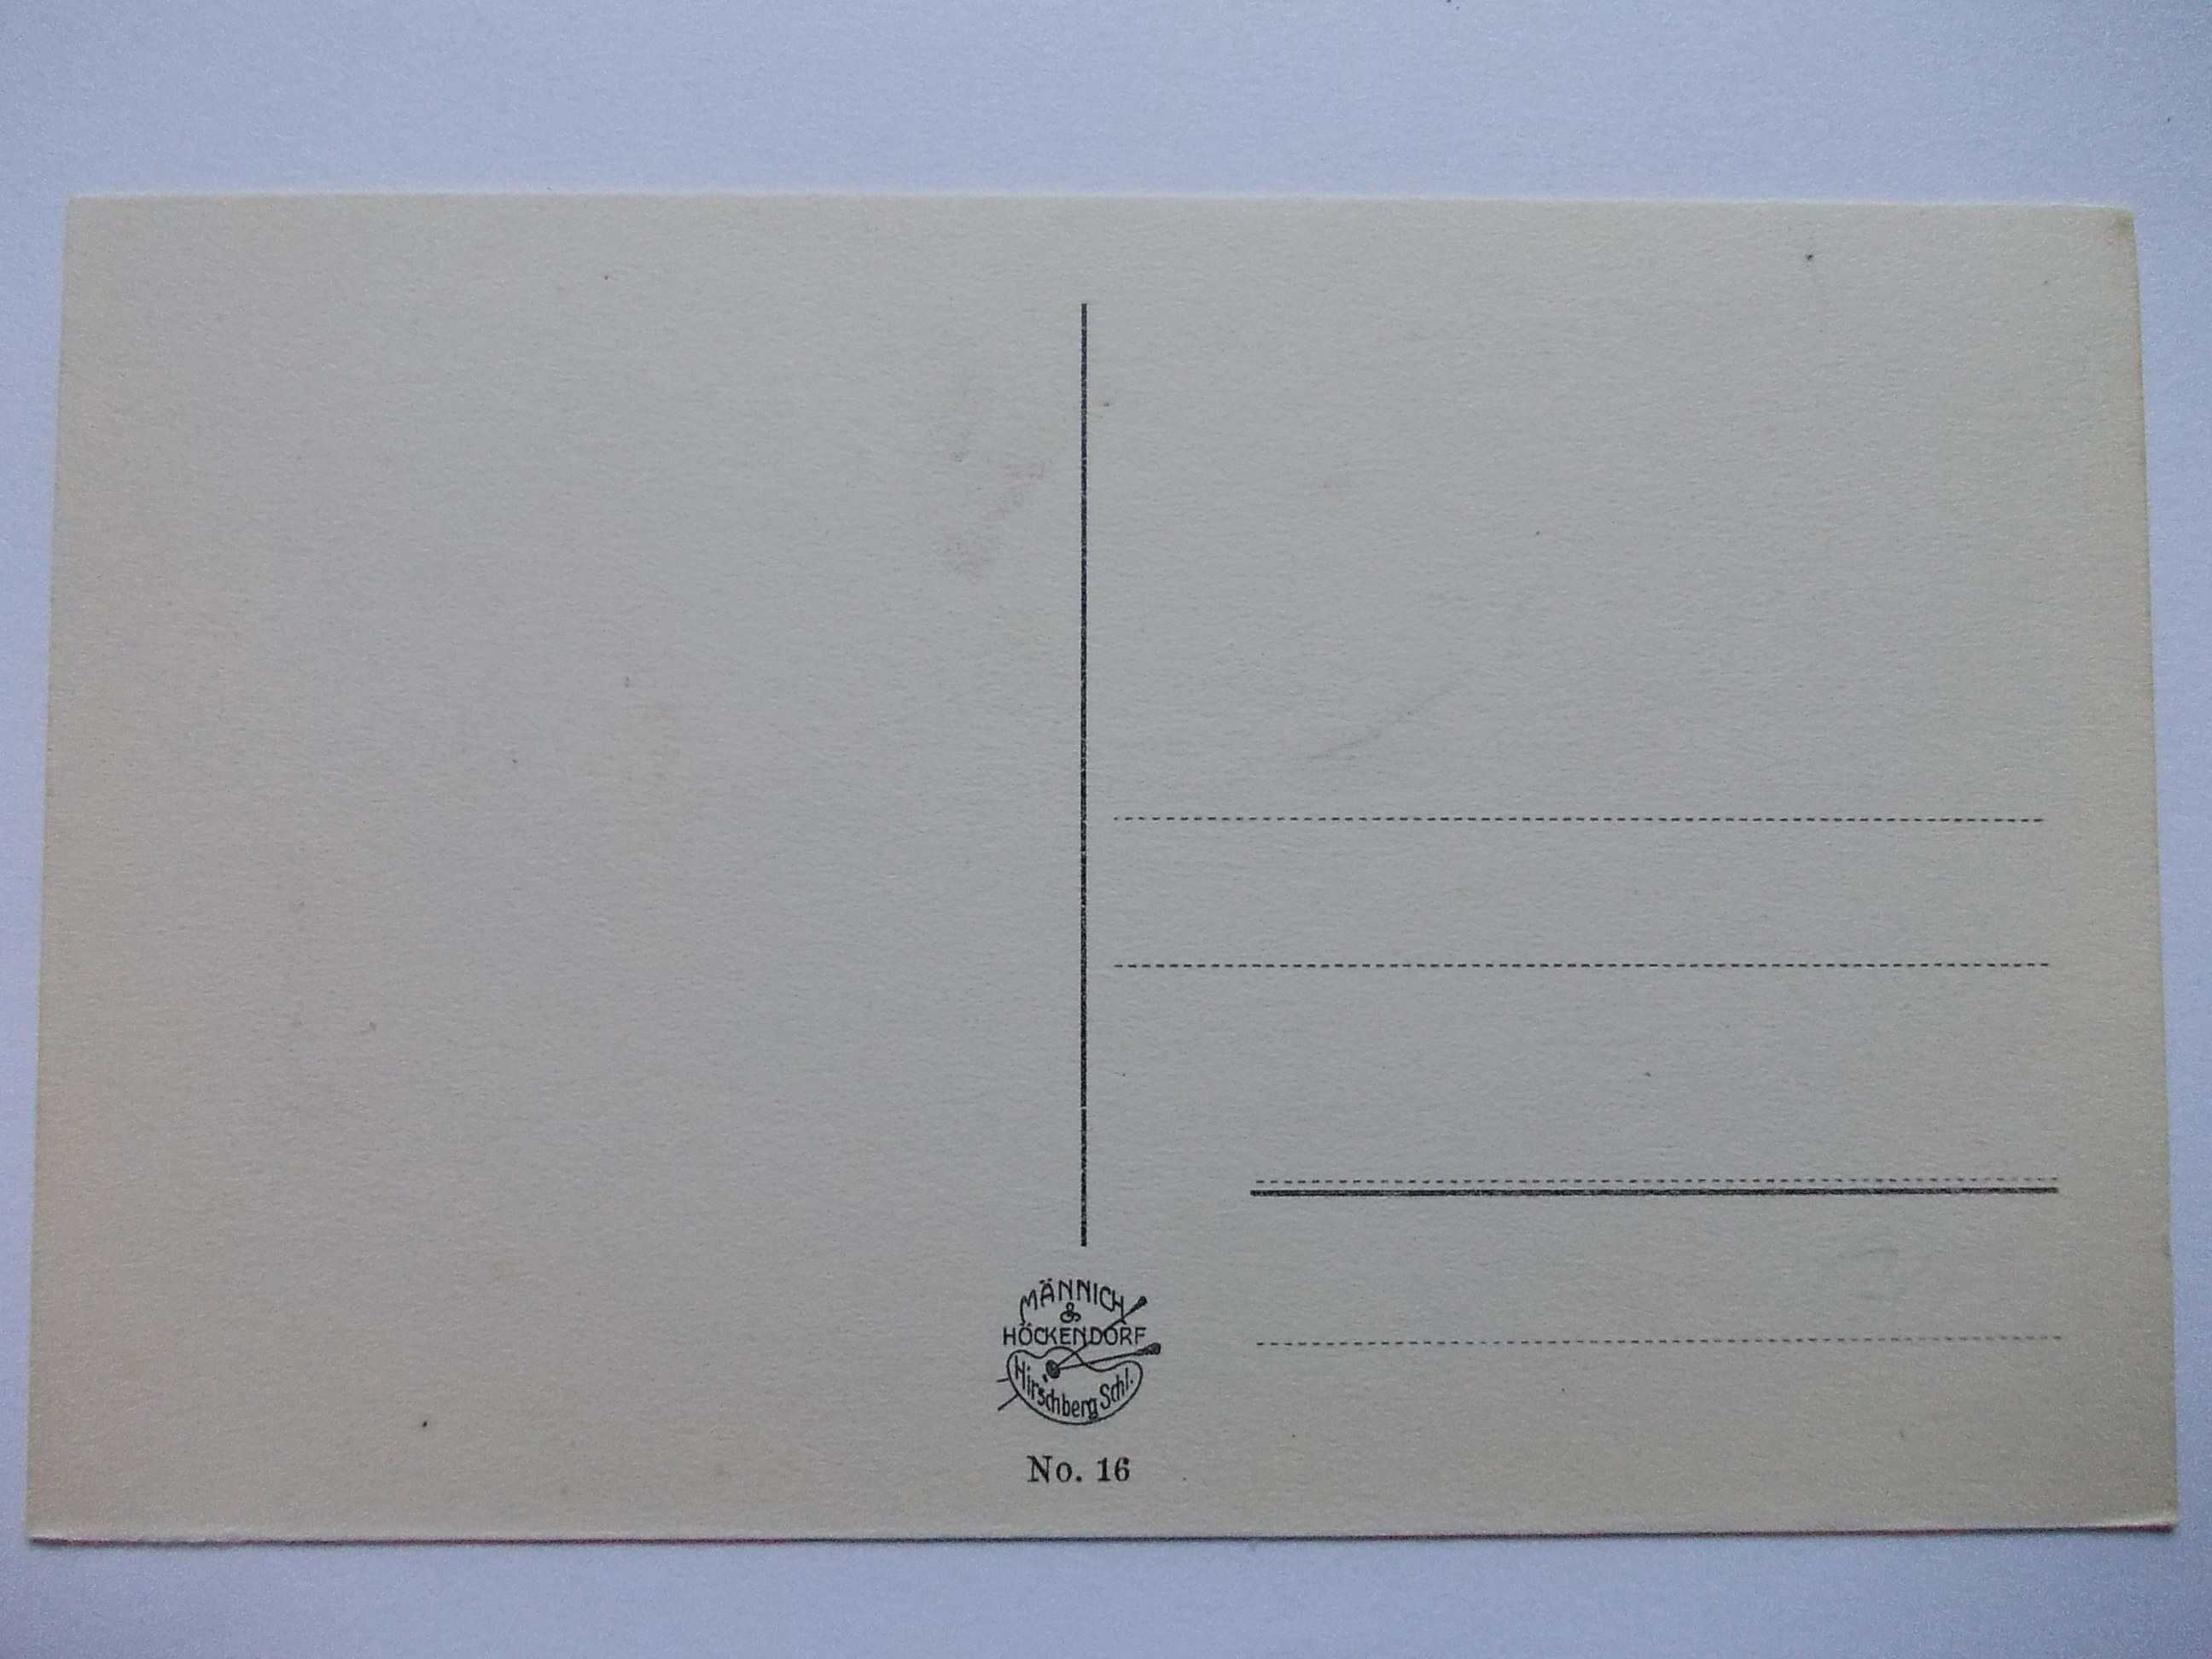 MÄNNICH
&
HÖCKENDORF
Hirschberg Schl.
No. 16